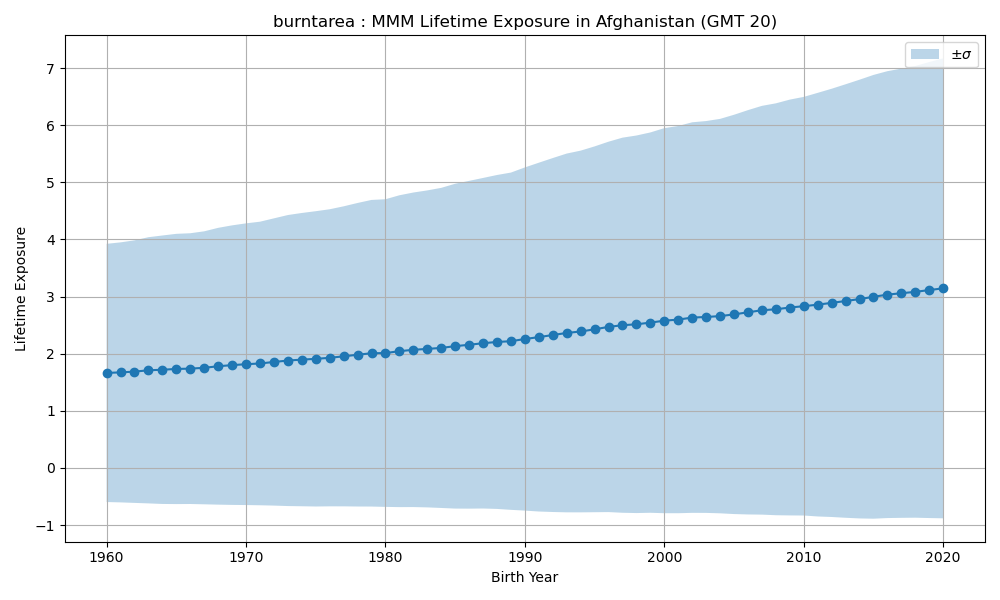 burntarea : MMM Lifetime Exposure in Afghanistan (GMT 20)
±σ
7
6
5
4
3
2
1
0
−1
Lifetime Exposure
1960 1970 1980 1990 2000 2010 2020
Birth Year